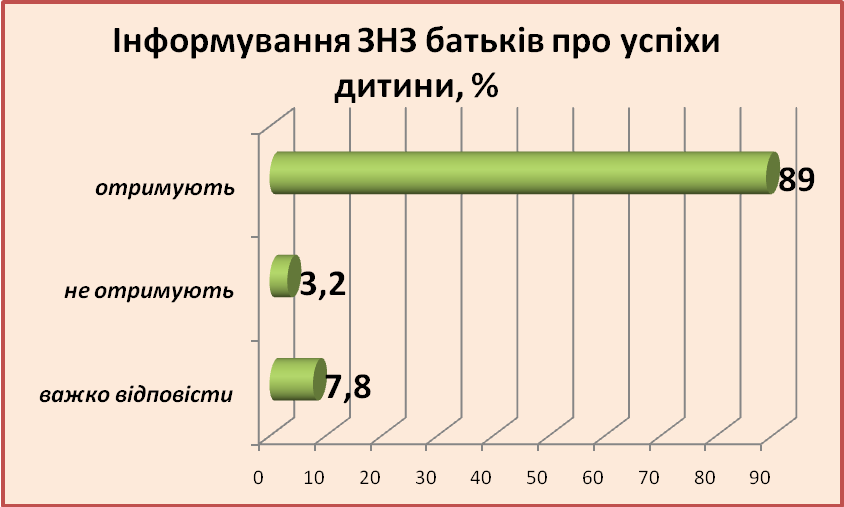 Інформування ЗНЗ батьків про успіхи
дитини, %
отримують
89
не отримують
3,2
важко відповісти
7,8
0 10 20 30 40 50 60 70 80 90